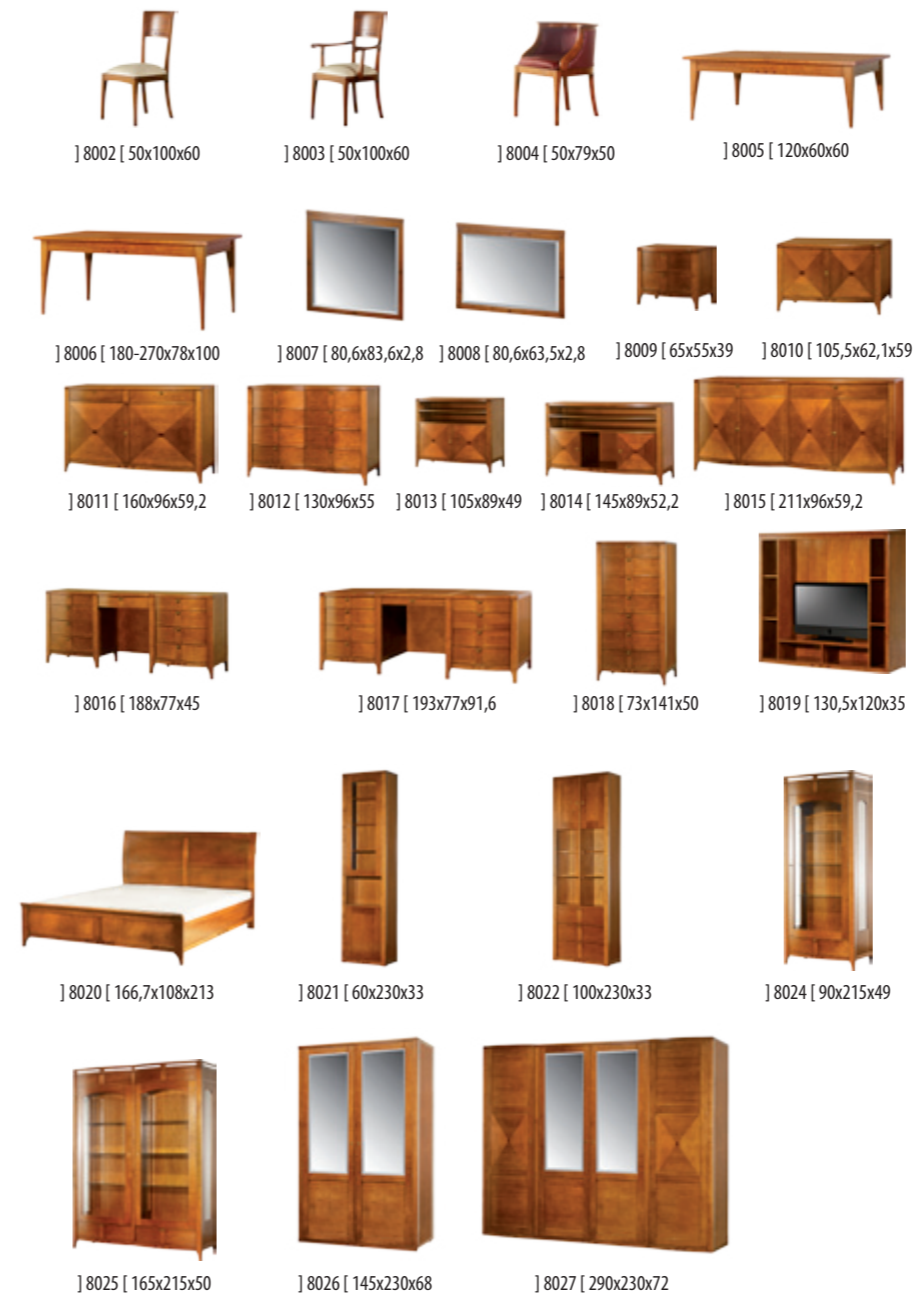 ] 8002 [ 50x100x60
] 8003 [ 50x100x60
] 8004 [ 50x79x50
] 8005 [ 120x60x60
] 8006 [ 180-270x78x100
] 8007 [ 80,6x83,6x2,8
] 8008 [ 80,6x63,5x2,8
] 8009 [ 65x55x39
] 8010 [ 105,5x62,1x59
] 8011 [ 160x96x59,2
] 8012 [ 130x96x55
] 8013 [ 105x89x49
] 8014 [ 145x89x52,2
] 8015 [ 211x96x59,2
] 8016 [ 188x77x45
] 8017 [ 193x77x91,6
] 8018 [ 73x141x50
] 8019 [ 130,5x120x35
] 8020 [ 166,7x108x213
] 8021 [ 60x230x33
] 8022 [ 100x230x33
] 8024 [ 90x215x49
] 8025 [ 165x215x50
] 8026 [ 145x230x68
] 8027 [ 290x230x72